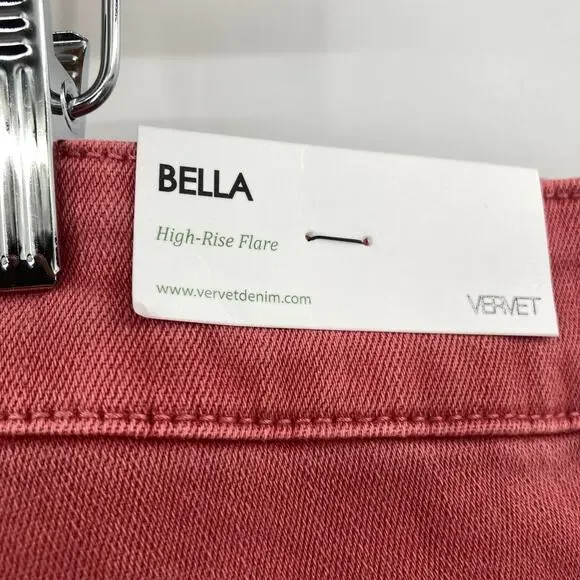 BELLA
High-Rise Flare
www.vervetdenim.com
VERVET